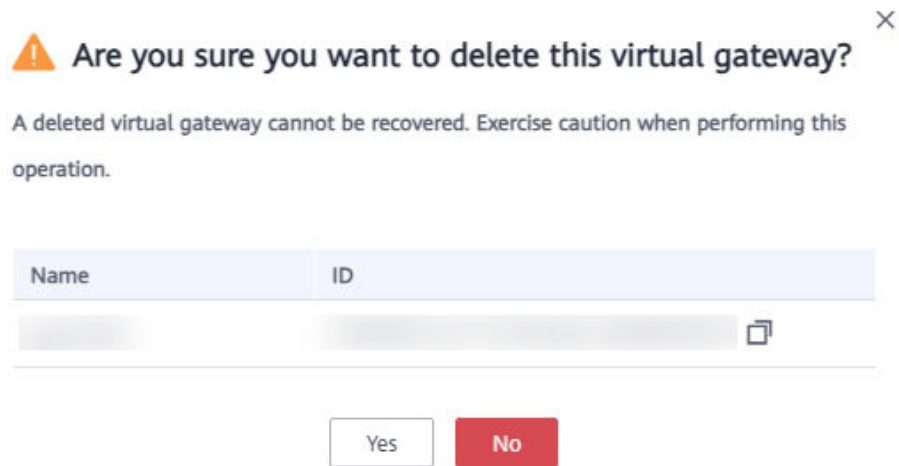 Are you sure you want to delete this virtual gateway?
A deleted virtual gateway cannot be recovered. Exercise caution when performing this
operation.
Name ID
Yes No